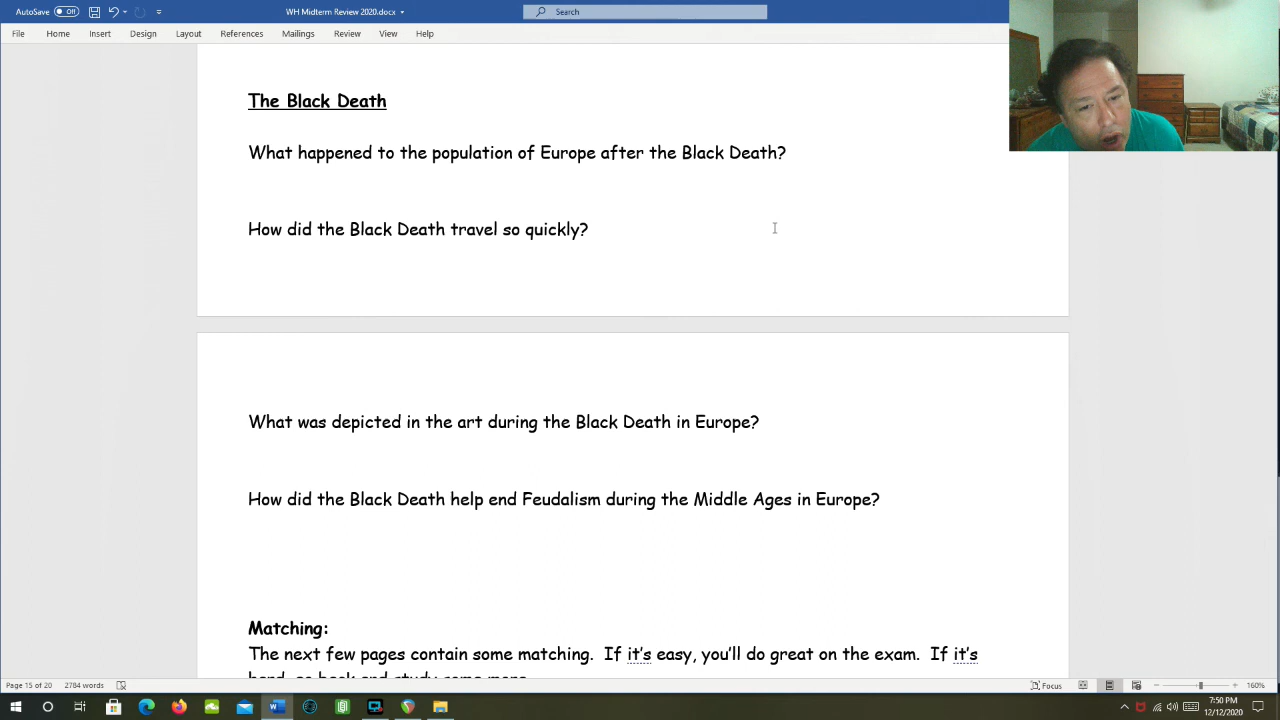 AutoSave Off
WH Midterm Review 2020.docx
Search
File Home Insert Design Layout References Mailings Review View Help
The Black Death
What happened to the population of Europe after the Black Death?
How did the Black Death travel so quickly?
What was depicted in the art during the Black Death in Europe?
How did the Black Death help end Feudalism during the Middle Ages in Europe?
Matching:
The next few pages contain some matching. If it's easy, you'll do great on the exam. If it's
Page 15 of 20 2784 words Focus 160%
7:50 PM
12/12/2020